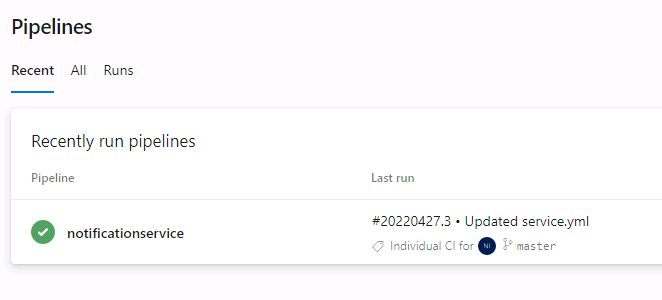 Pipelines
Recent All Runs
Recently run pipelines
Pipeline Last run
notificationservice
#20220427.3 • Updated service.yml
Individual CI for NI master